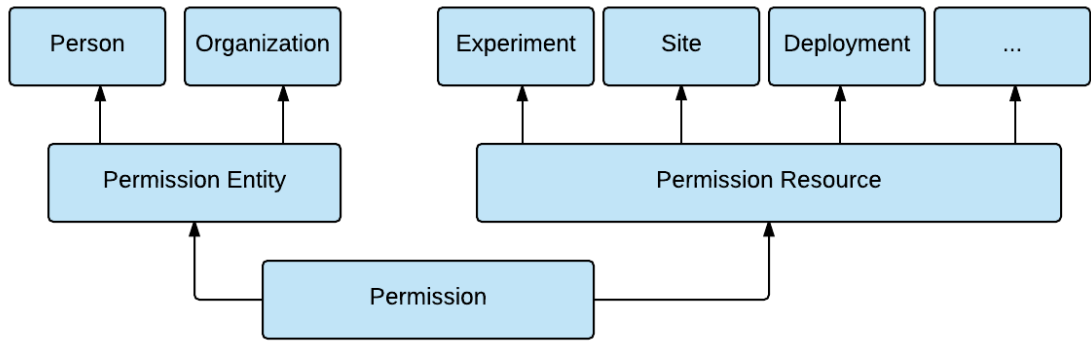 Person
Organization
Experiment
Site
Deployment
...
Permission Entity
Permission Resource
Permission